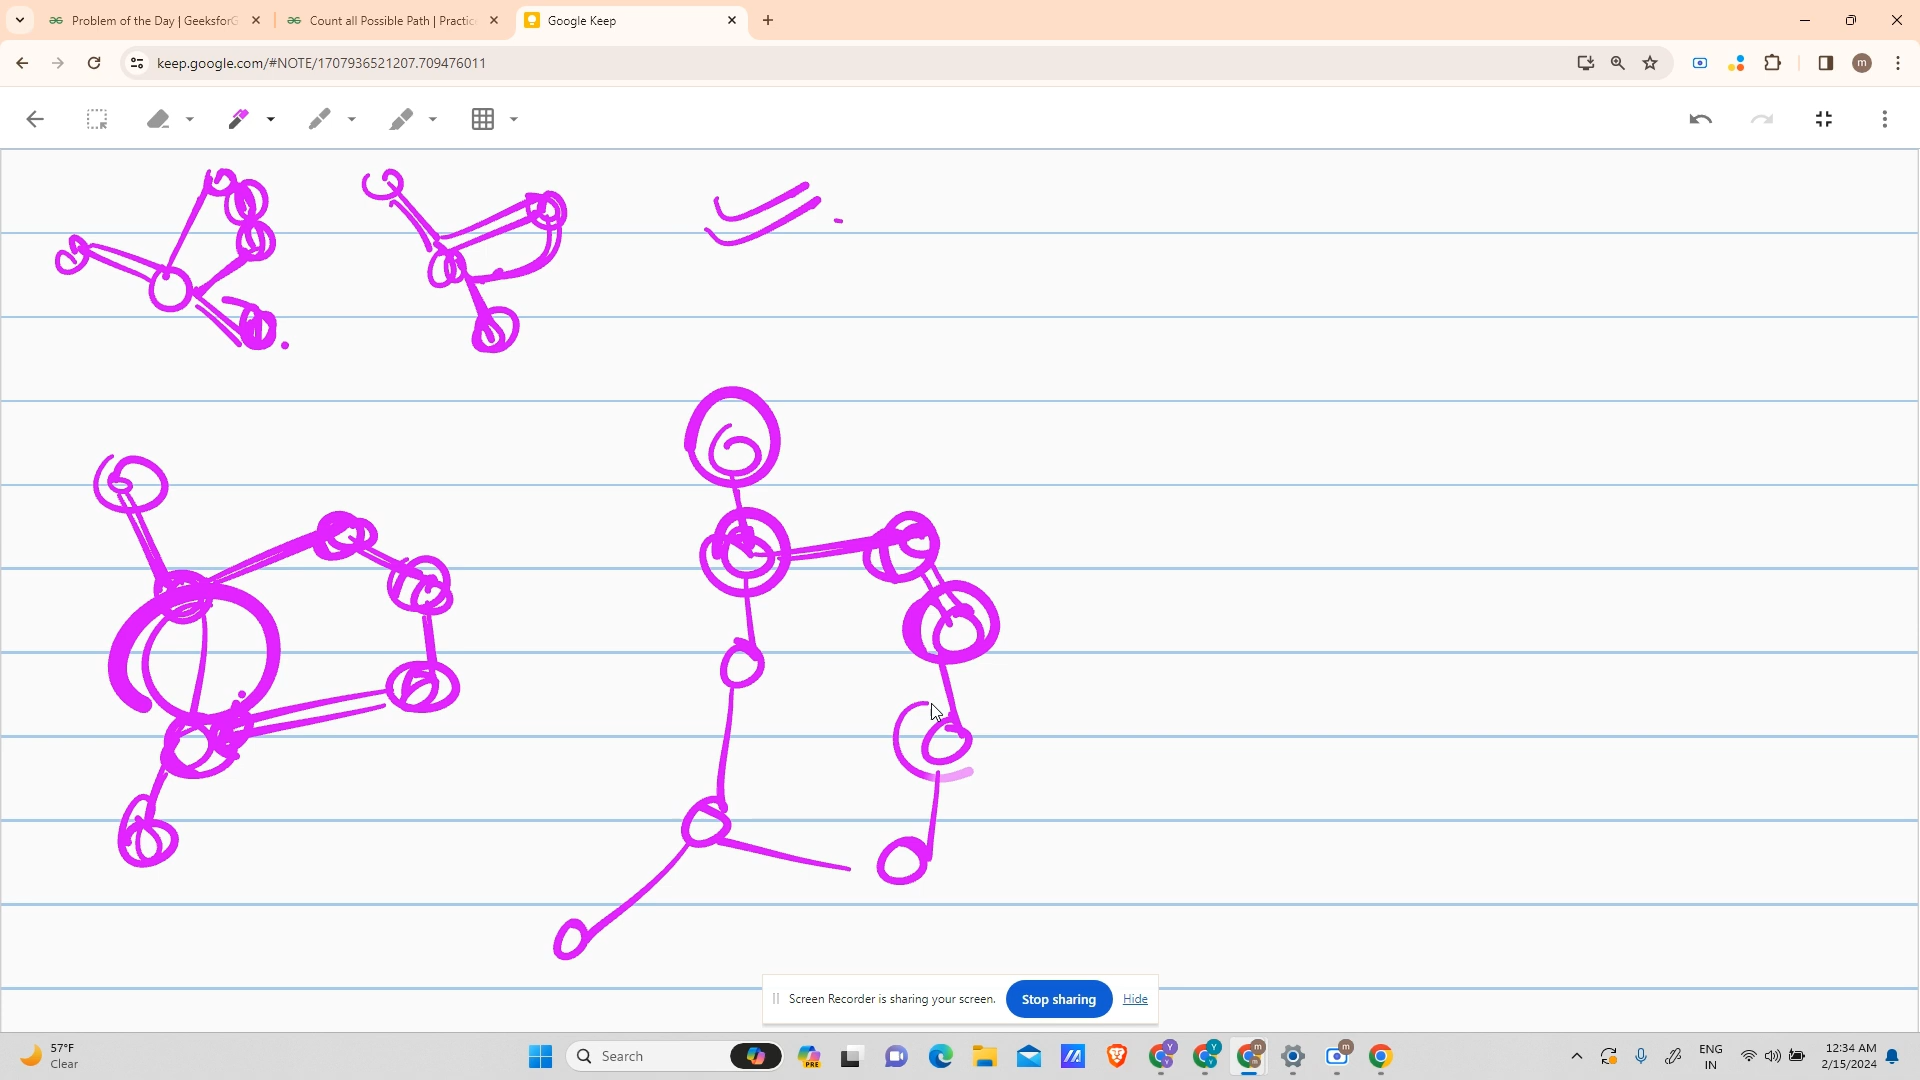 Problem of the Day | GeeksforG
Count all Possible Path | Practic
Google Keep
keep.google.com/#NOTE/1707936521207.709476011
m
Screen Recorder is sharing your screen.
Stop sharing
Hide
57°F
Clear
Search
PRE
Y
Y
m
m
ENG
IN
12:34 AM
2/15/2024